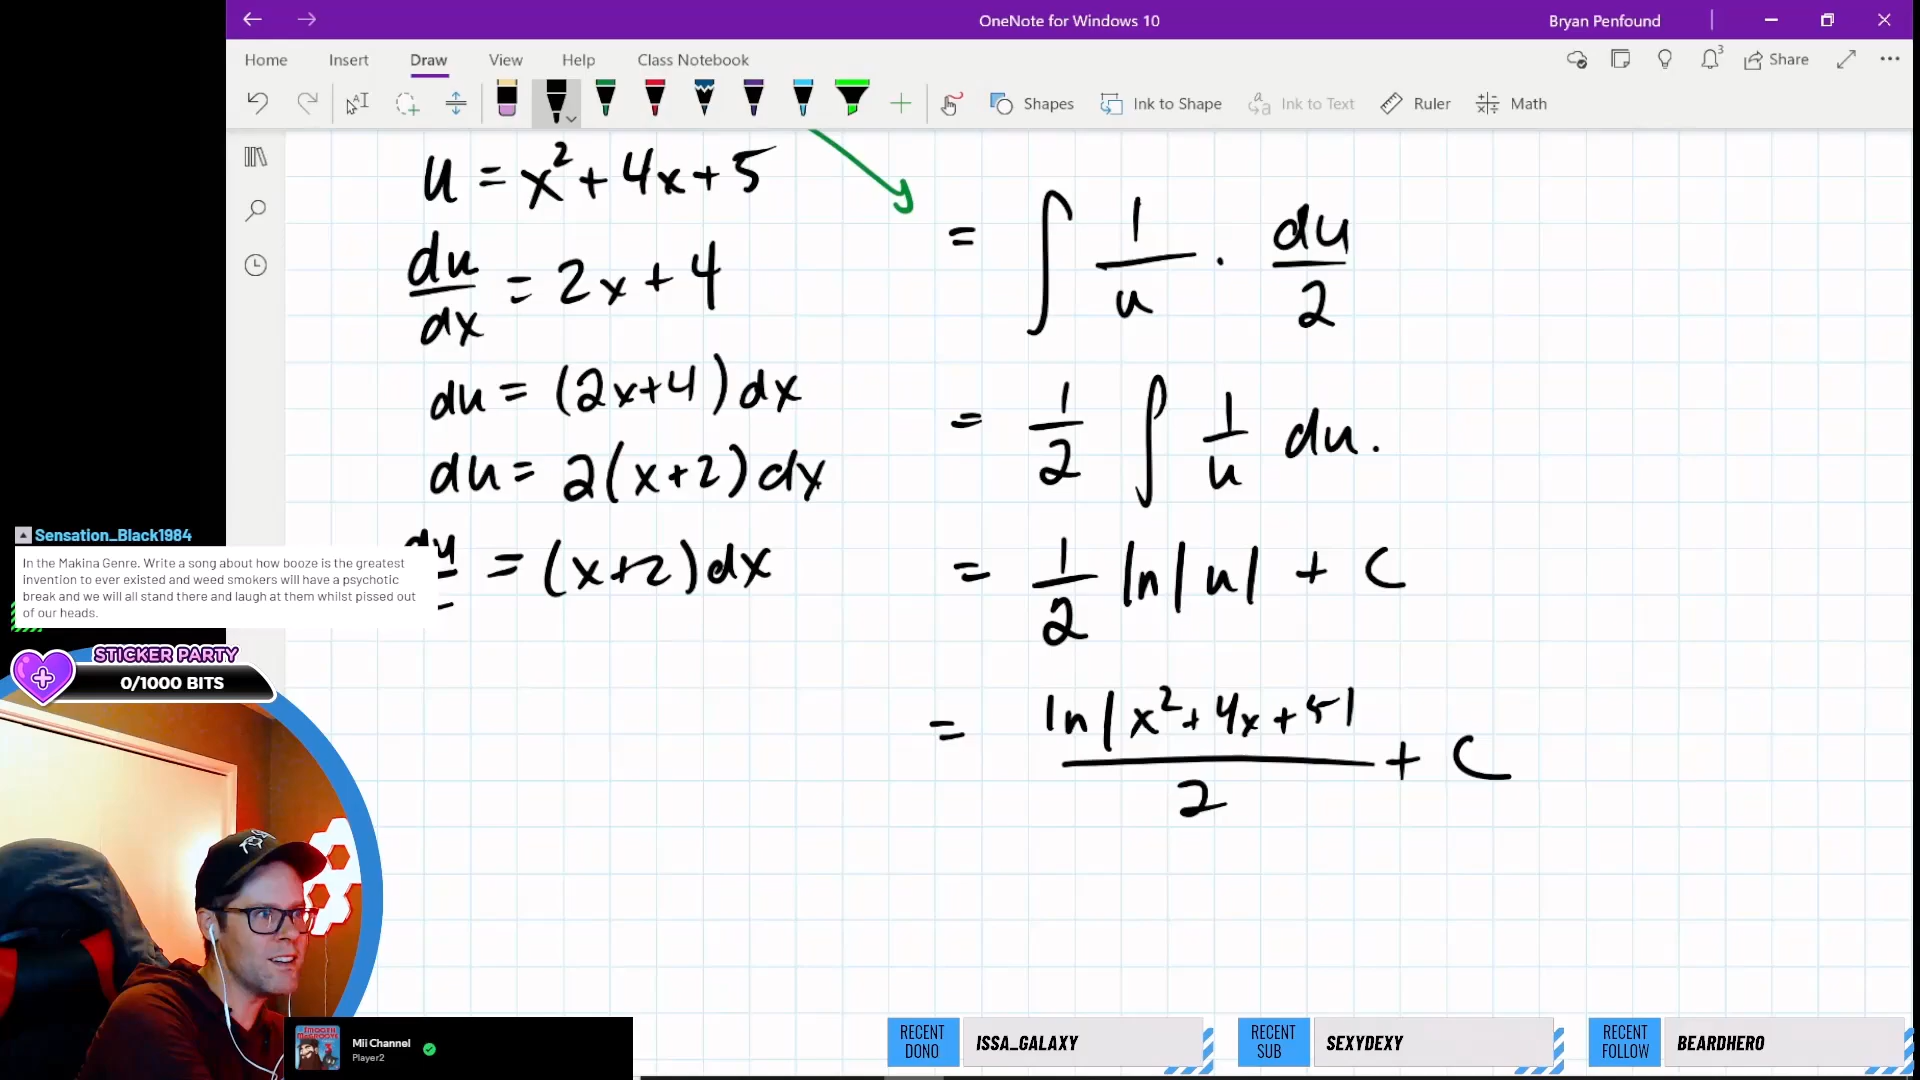 OneNote for Windows 10
Bryan Penfound
Home Insert Draw View Help Class Notebook
3 Share
Shapes Ink to Shape Ink to Text Ruler Math
u = x² + 4x + 5
du/dx = 2x + 4
du = (2x+4)dx
du = 2(x+2)dx
= (x+2)dx
= ∫ 1/u · du/2
= 1/2 ∫ 1/u du.
= 1/2 ln|u| + C
= ln|x²+4x+5|/2 + C
Sensation_Black1984
In the Makina Genre. Write a song about how booze is the greatest
invention to ever existed and weed smokers will have a psychotic
break and we will all stand there and laugh at them whilst pissed out
of our heads.
STICKER PARTY
0/1000 BITS
Mii Channel
Player2
RECENT
DONO
ISSA_GALAXY
RECENT
SUB
SEXYDEXY
RECENT
FOLLOW
BEARDHERO